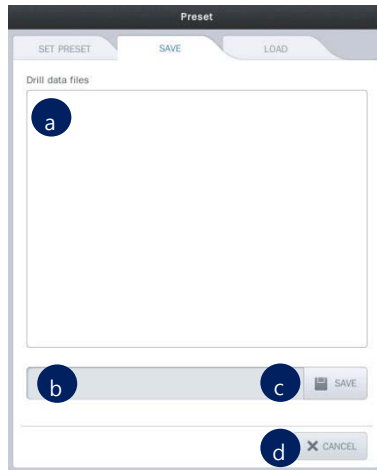 Preset
SET PRESET SAVE LOAD
Drill data files
a
b c SAVE
d CANCEL